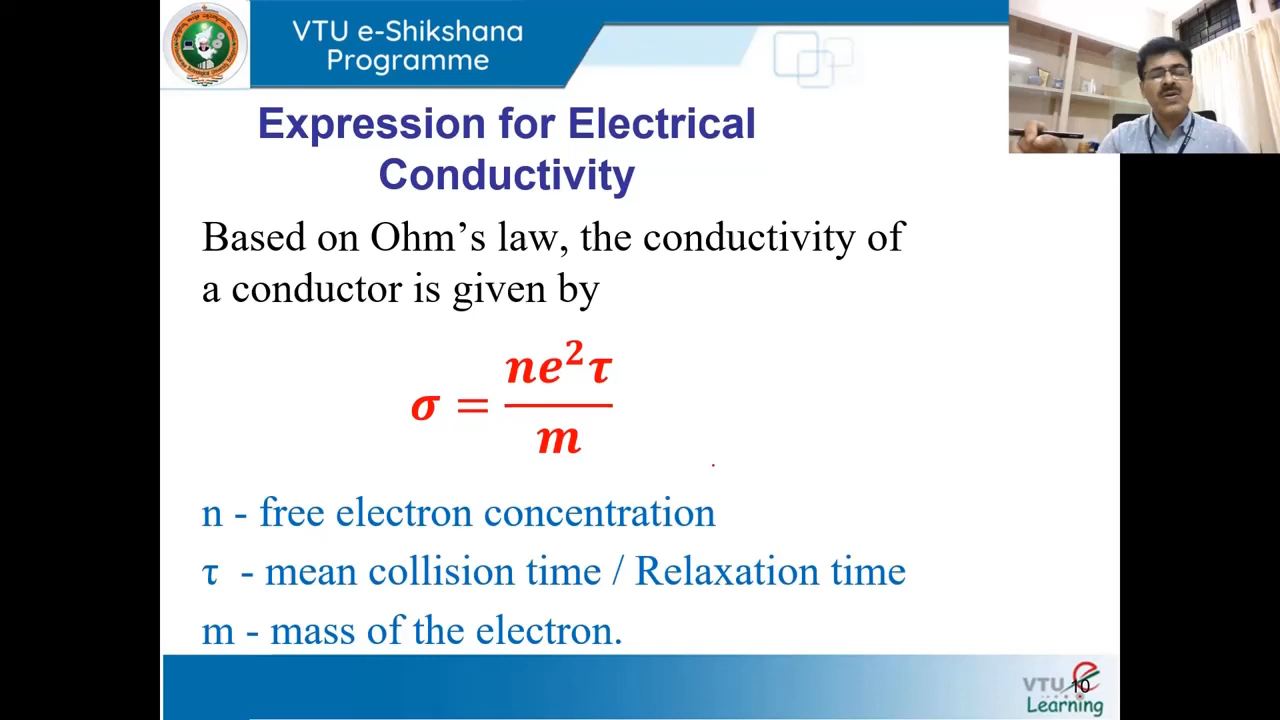 VTU e-Shikshana
Programme
Expression for Electrical
Conductivity
Based on Ohm’s law, the conductivity of
a conductor is given by
σ = ne²τ / m
n - free electron concentration
τ - mean collision time / Relaxation time
m - mass of the electron.
VTU e
Learning
10